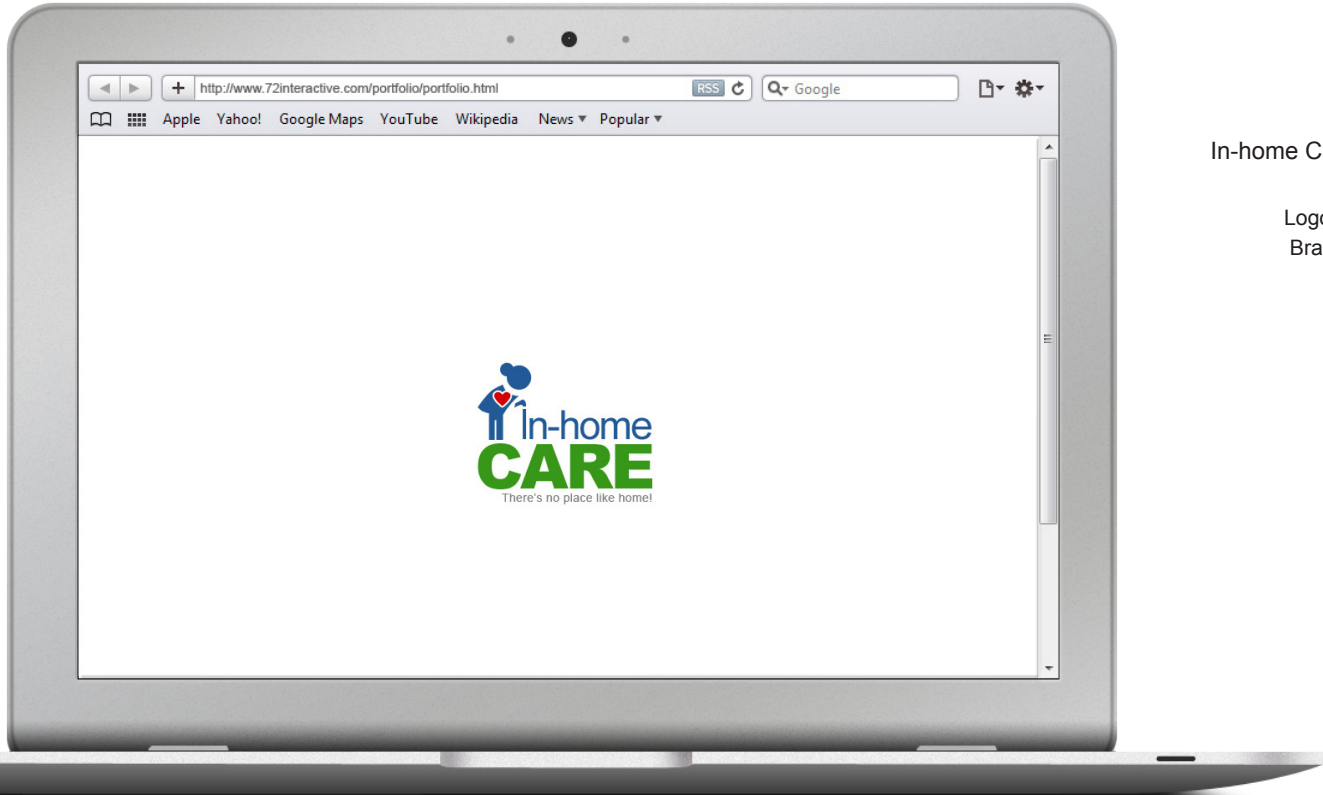 http://www.72interactive.com/portfolio/portfolio.html RSS Google
Apple Yahoo! Google Maps YouTube Wikipedia News Popular
In-home
CARE
There's no place like home!
In-home C
Logo
Bra